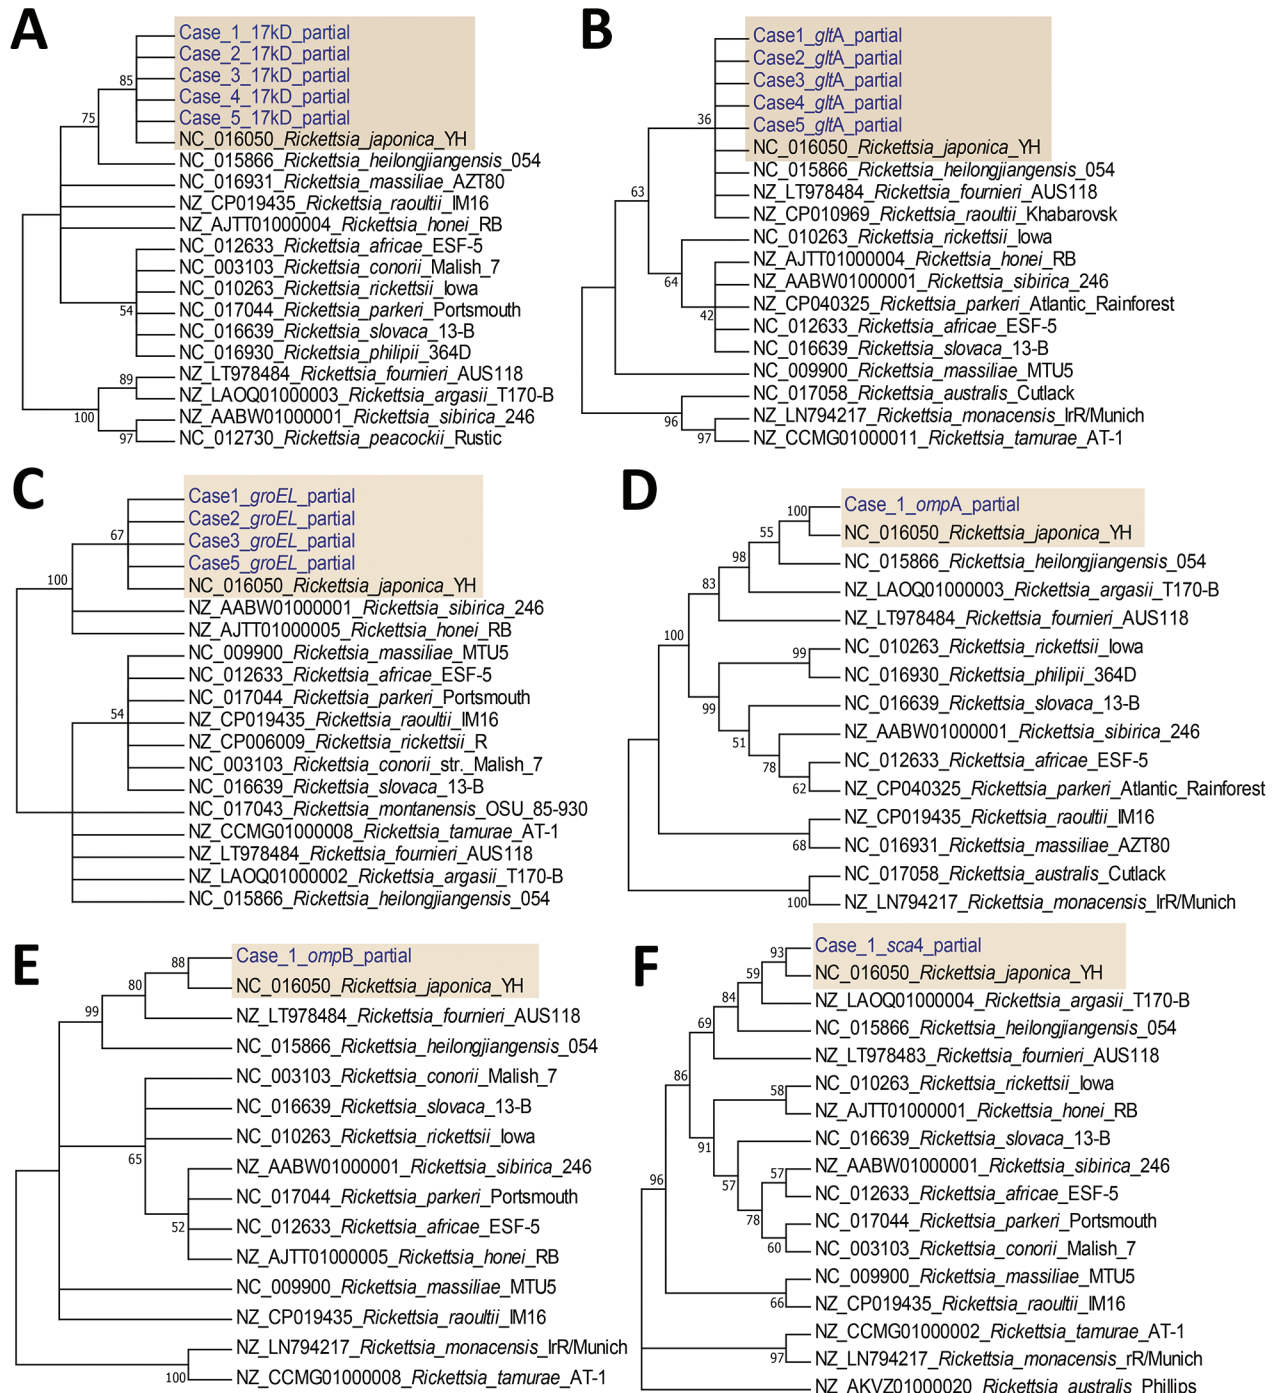 A
Case_1_17kD_partial
Case_2_17kD_partial
Case_3_17kD_partial
Case_4_17kD_partial
Case_5_17kD_partial
NC_016050_Rickettsia_japonica_YH
NC_015866_Rickettsia_heilongjiangensis_054
NC_016931_Rickettsia_massiliae_AZT80
NZ_CP019435_Rickettsia_raoultii_IM16
NZ_AJTT01000004_Rickettsia_honei_RB
NC_012633_Rickettsia_africae_ESF-5
NC_003103_Rickettsia_conorii_Malish_7
NC_010263_Rickettsia_rickettsii_Iowa
NC_017044_Rickettsia_parkeri_Portsmouth
NC_016639_Rickettsia_slovaca_13-B
NC_016930_Rickettsia_philipii_364D
NZ_LT978484_Rickettsia_fournieri_AUS118
NZ_LAOQ01000003_Rickettsia_argasii_T170-B
NZ_AABW01000001_Rickettsia_sibirica_246
NC_012730_Rickettsia_peacockii_Rustic
85
75
54
89
100
97
B
Case1_gltA_partial
Case2_gltA_partial
Case3_gltA_partial
Case4_gltA_partial
Case5_gltA_partial
NC_016050_Rickettsia_japonica_YH
NC_015866_Rickettsia_heilongjiangensis_054
NZ_LT978484_Rickettsia_fournieri_AUS118
NZ_CP010969_Rickettsia_raoultii_Khabarovsk
NC_010263_Rickettsia_rickettsii_Iowa
NZ_AJTT01000004_Rickettsia_honei_RB
NZ_AABW01000001_Rickettsia_sibirica_246
NZ_CP040325_Rickettsia_parkeri_Atlantic_Rainforest
NC_012633_Rickettsia_africae_ESF-5
NC_016639_Rickettsia_slovaca_13-B
NC_009900_Rickettsia_massiliae_MTU5
NC_017058_Rickettsia_australis_Cutlack
NZ_LN794217_Rickettsia_monacensis_IrR/Munich
NZ_CCMG01000011_Rickettsia_tamurae_AT-1
36
63
64
42
96
97
C
Case1_groEL_partial
Case2_groEL_partial
Case3_groEL_partial
Case5_groEL_partial
NC_016050_Rickettsia_japonica_YH
NZ_AABW01000001_Rickettsia_sibirica_246
NZ_AJTT01000005_Rickettsia_honei_RB
NC_009900_Rickettsia_massiliae_MTU5
NC_012633_Rickettsia_africae_ESF-5
NC_017044_Rickettsia_parkeri_Portsmouth
NZ_CP019435_Rickettsia_raoultii_IM16
NZ_CP006009_Rickettsia_rickettsii_R
NC_003103_Rickettsia_conorii_str._Malish_7
NC_016639_Rickettsia_slovaca_13-B
NC_017043_Rickettsia_montanensis_OSU_85-930
NZ_CCMG01000008_Rickettsia_tamurae_AT-1
NZ_LT978484_Rickettsia_fournieri_AUS118
NZ_LAOQ01000002_Rickettsia_argasii_T170-B
NC_015866_Rickettsia_heilongjiangensis_054
67
100
54
D
Case_1_ompA_partial
NC_016050_Rickettsia_japonica_YH
NC_015866_Rickettsia_heilongjiangensis_054
NZ_LAOQ01000003_Rickettsia_argasii_T170-B
NZ_LT978484_Rickettsia_fournieri_AUS118
NC_010263_Rickettsia_rickettsii_Iowa
NC_016930_Rickettsia_philipii_364D
NC_016639_Rickettsia_slovaca_13-B
NZ_AABW01000001_Rickettsia_sibirica_246
NC_012633_Rickettsia_africae_ESF-5
NZ_CP040325_Rickettsia_parkeri_Atlantic_Rainforest
NZ_CP019435_Rickettsia_raoultii_IM16
NC_016931_Rickettsia_massiliae_AZT80
NC_017058_Rickettsia_australis_Cutlack
NZ_LN794217_Rickettsia_monacensis_IrR/Munich
100
55
98
83
100
99
99
51
78
62
68
100
E
Case_1_ompB_partial
NC_016050_Rickettsia_japonica_YH
NZ_LT978484_Rickettsia_fournieri_AUS118
NC_015866_Rickettsia_heilongjiangensis_054
NC_003103_Rickettsia_conorii_Malish_7
NC_016639_Rickettsia_slovaca_13-B
NC_010263_Rickettsia_rickettsii_Iowa
NZ_AABW01000001_Rickettsia_sibirica_246
NC_017044_Rickettsia_parkeri_Portsmouth
NC_012633_Rickettsia_africae_ESF-5
NZ_AJTT01000005_Rickettsia_honei_RB
NC_009900_Rickettsia_massiliae_MTU5
NZ_CP019435_Rickettsia_raoultii_IM16
NZ_LN794217_Rickettsia_monacensis_IrR/Munich
NZ_CCMG01000008_Rickettsia_tamurae_AT-1
88
80
99
65
52
100
F
Case_1_sca4_partial
NC_016050_Rickettsia_japonica_YH
NZ_LAOQ01000004_Rickettsia_argasii_T170-B
NC_015866_Rickettsia_heilongjiangensis_054
NZ_LT978483_Rickettsia_fournieri_AUS118
NC_010263_Rickettsia_rickettsii_Iowa
NZ_AJTT01000001_Rickettsia_honei_RB
NC_016639_Rickettsia_slovaca_13-B
NZ_AABW01000001_Rickettsia_sibirica_246
NC_012633_Rickettsia_africae_ESF-5
NC_017044_Rickettsia_parkeri_Portsmouth
NC_003103_Rickettsia_conorii_Malish_7
NC_009900_Rickettsia_massiliae_MTU5
NZ_CP019435_Rickettsia_raoultii_IM16
NZ_CCMG01000002_Rickettsia_tamurae_AT-1
NZ_LN794217_Rickettsia_monacensis_rR/Munich
NZ_AKVZ01000020_Rickettsia_australis_Phillips
93
59
84
69
86
58
91
96
57
57
78
60
66
97